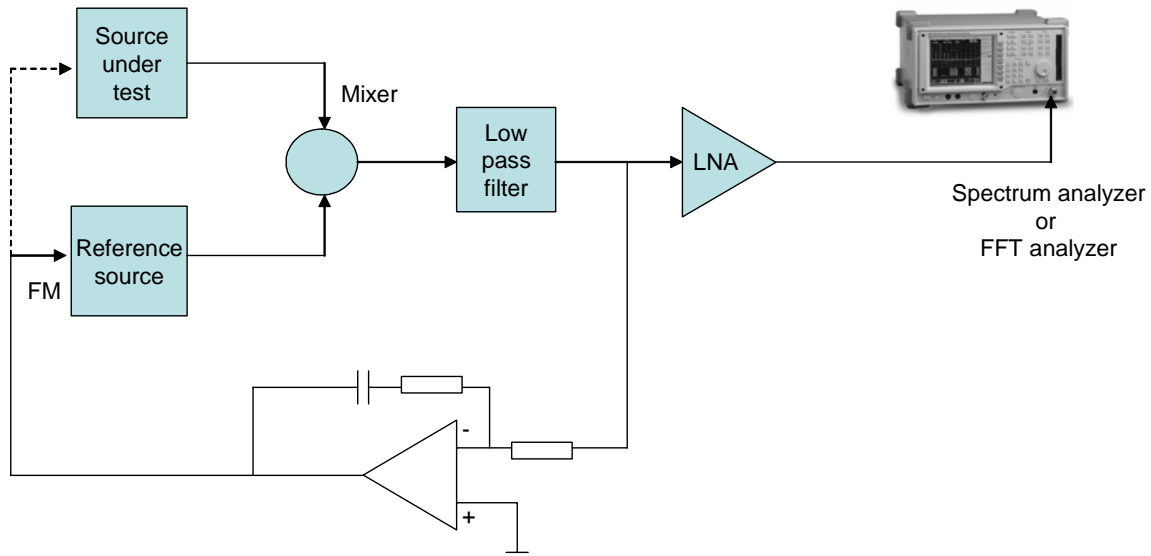 Source
under
test
Mixer
Low
pass
filter
LNA
Spectrum analyzer
or
FFT analyzer
Reference
source
FM
-
+